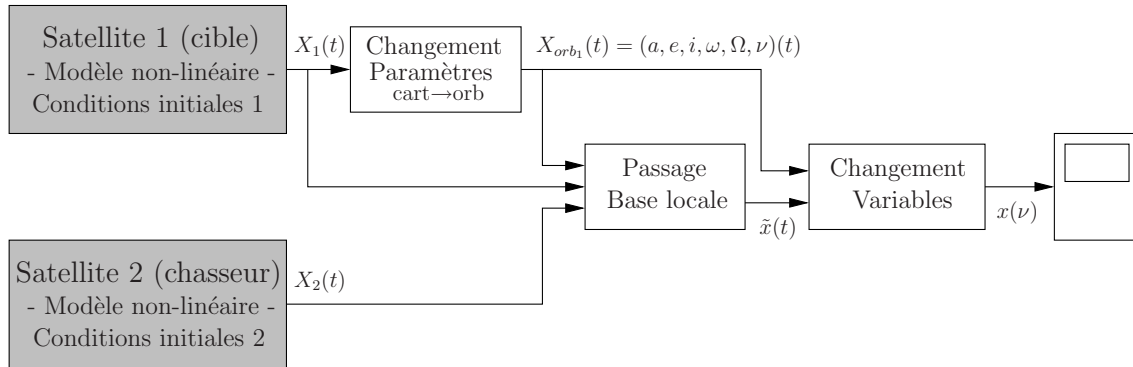 Satellite 1 (cible)
- Modèle non-linéaire -
Conditions initiales 1
X_1(t)
Changement
Paramètres
cart→orb
X_{orb_1}(t) = (a, e, i, ω, Ω, ν)(t)
Passage
Base locale
x̃(t)
Changement
Variables
x(ν)
Satellite 2 (chasseur)
- Modèle non-linéaire -
Conditions initiales 2
X_2(t)